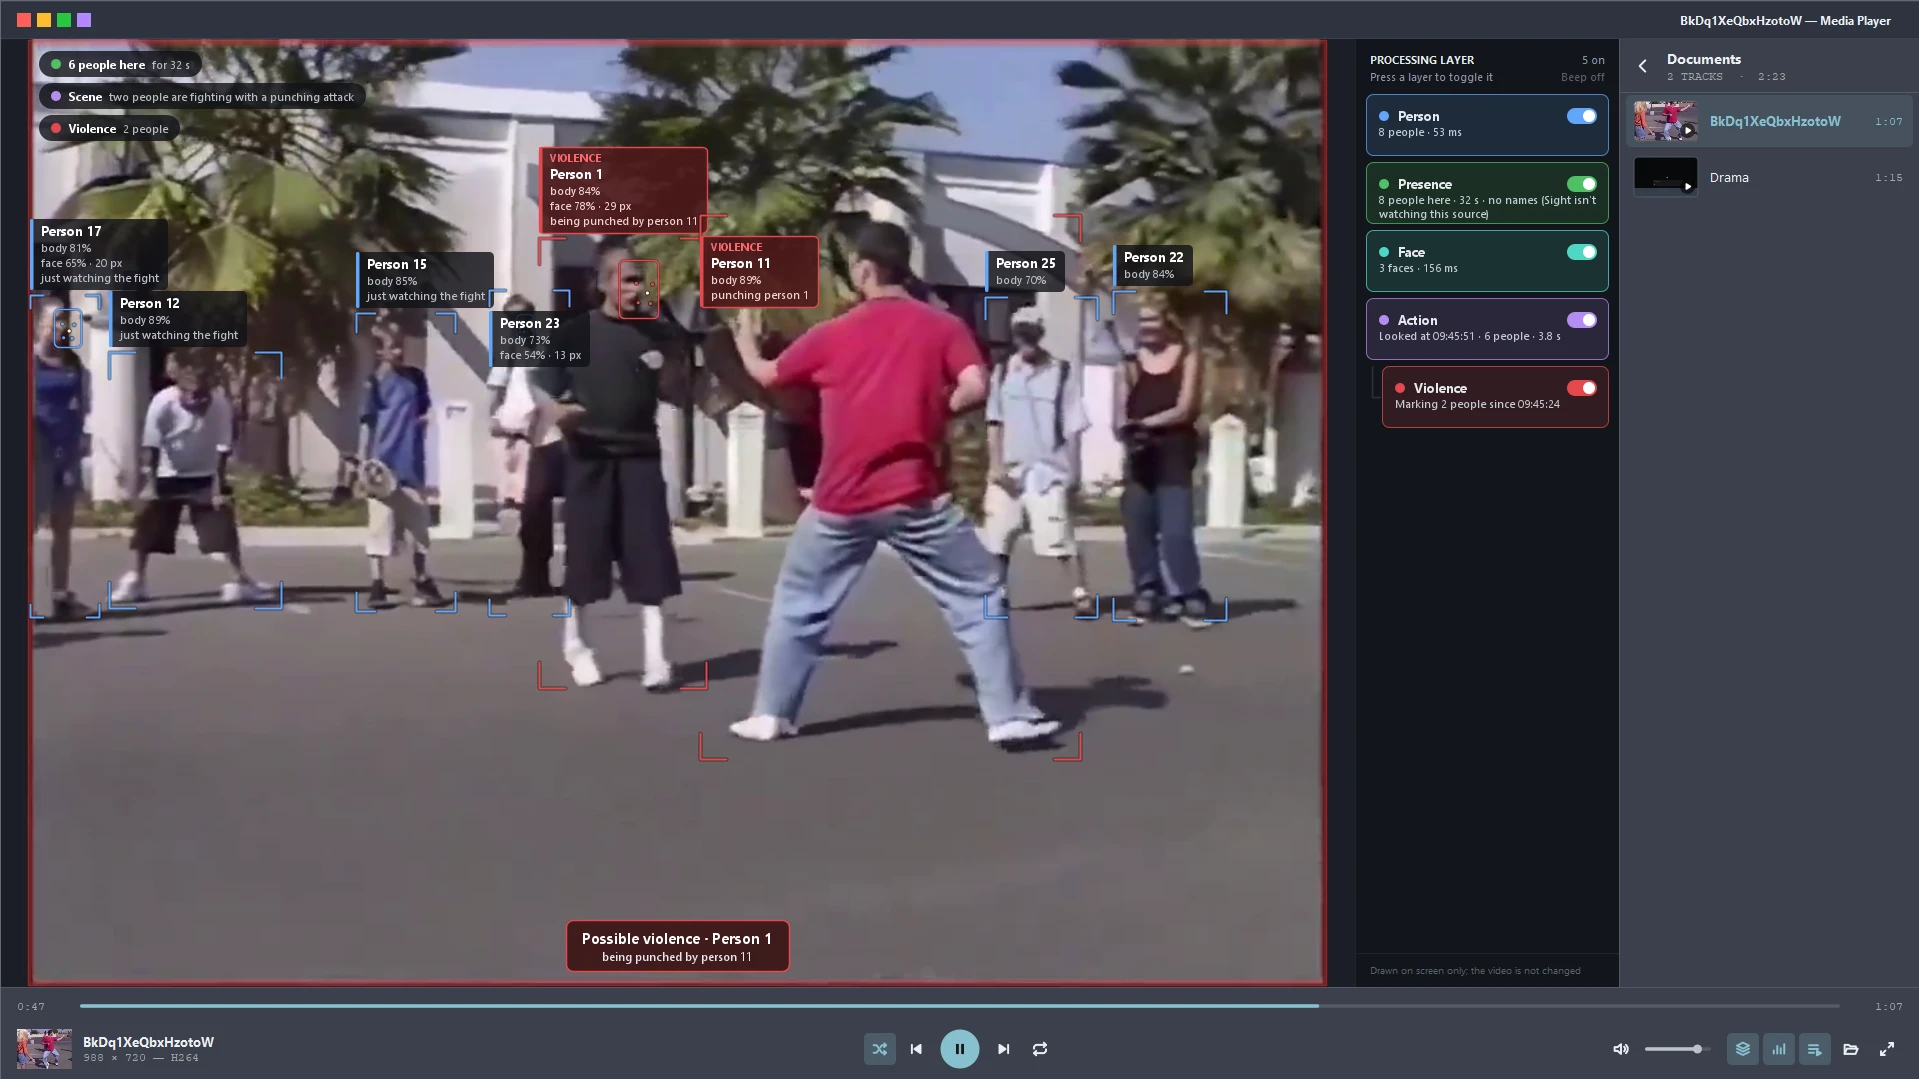 BkDq1XeQbxHzotoW — Media Player
6 people here for 32 s
Scene two people are fighting with a punching attack
Violence 2 people
VIOLENCE
Person 1
body 84%
face 78% · 29 px
being punched by person 11
VIOLENCE
Person 11
body 89%
punching person 1
Person 17
body 81%
face 65% · 20 px
just watching the fight
Person 12
body 89%
just watching the fight
Person 15
body 85%
just watching the fight
Person 23
body 73%
face 54% · 13 px
Person 25
body 70%
Person 22
body 84%
Possible violence · Person 1
being punched by person 11
PROCESSING LAYER 5 on
Press a layer to toggle it Beep off
Person
8 people · 53 ms
Presence
8 people here · 32 s · no names (Sight isn't
watching this source)
Face
3 faces · 156 ms
Action
Looked at 09:45:51 · 6 people · 3.8 s
Violence
Marking 2 people since 09:45:24
Drawn on screen only; the video is not changed
Documents
2 TRACKS · 2:23
BkDq1XeQbxHzotoW 1:07
Drama 1:15
0:47 1:07
BkDq1XeQbxHzotoW
988 × 720 — H264